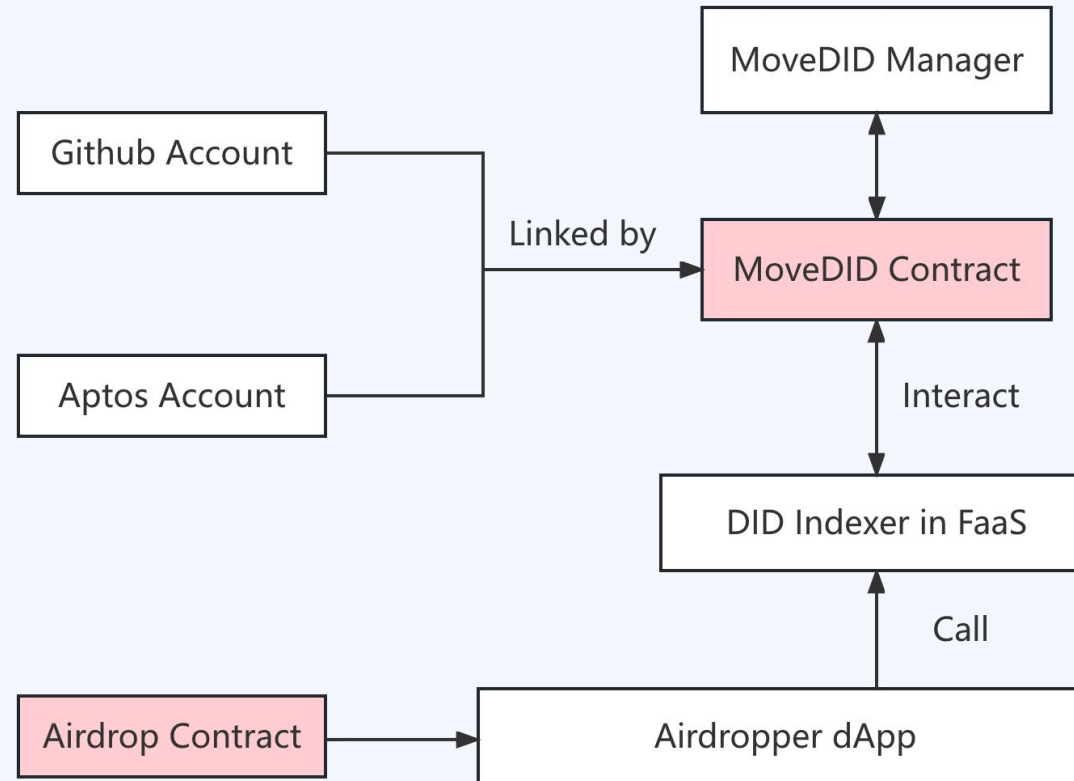 MoveDID Manager
Github Account
Linked by
MoveDID Contract
Aptos Account
Interact
DID Indexer in FaaS
Call
Airdrop Contract
Airdropper dApp